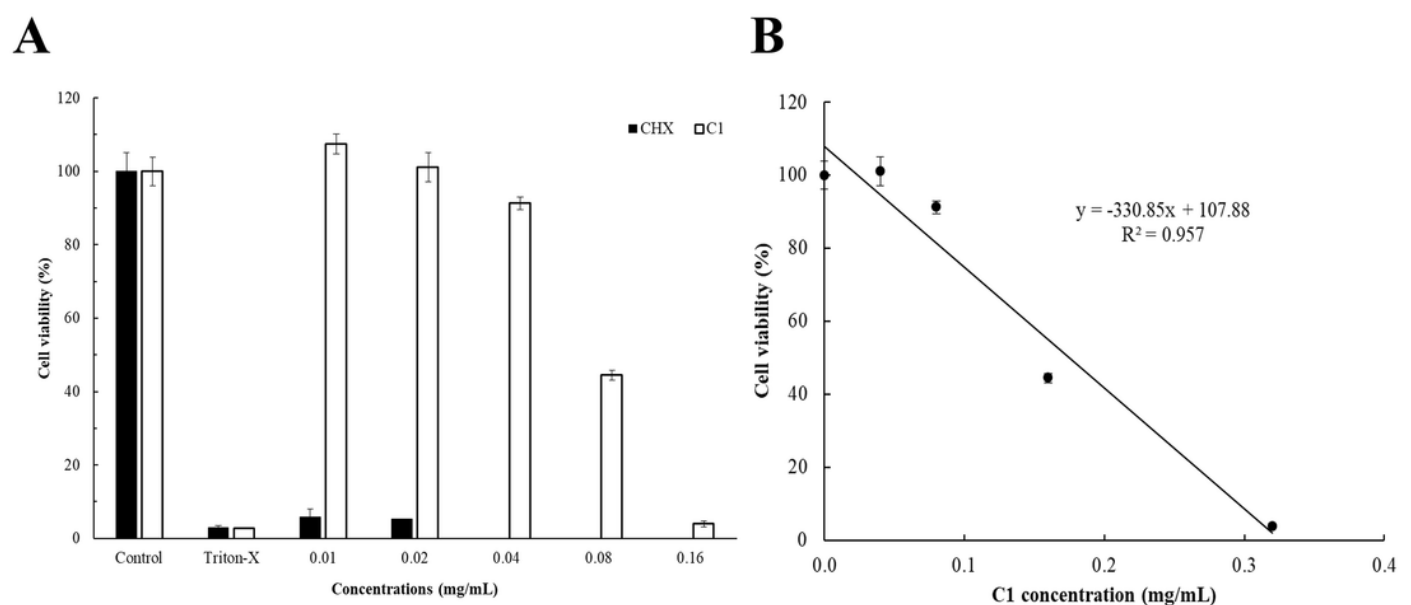 A
120
100
80
60
40
20
0
Cell viability (%)
CHX C1
Control Triton-X 0.01 0.02 0.04 0.08 0.16
Concentrations (mg/mL)
B
120
100
80
60
40
20
0
Cell viability (%)
y = -330.85x + 107.88
R² = 0.957
0.0 0.1 0.2 0.3 0.4
C1 concentration (mg/mL)